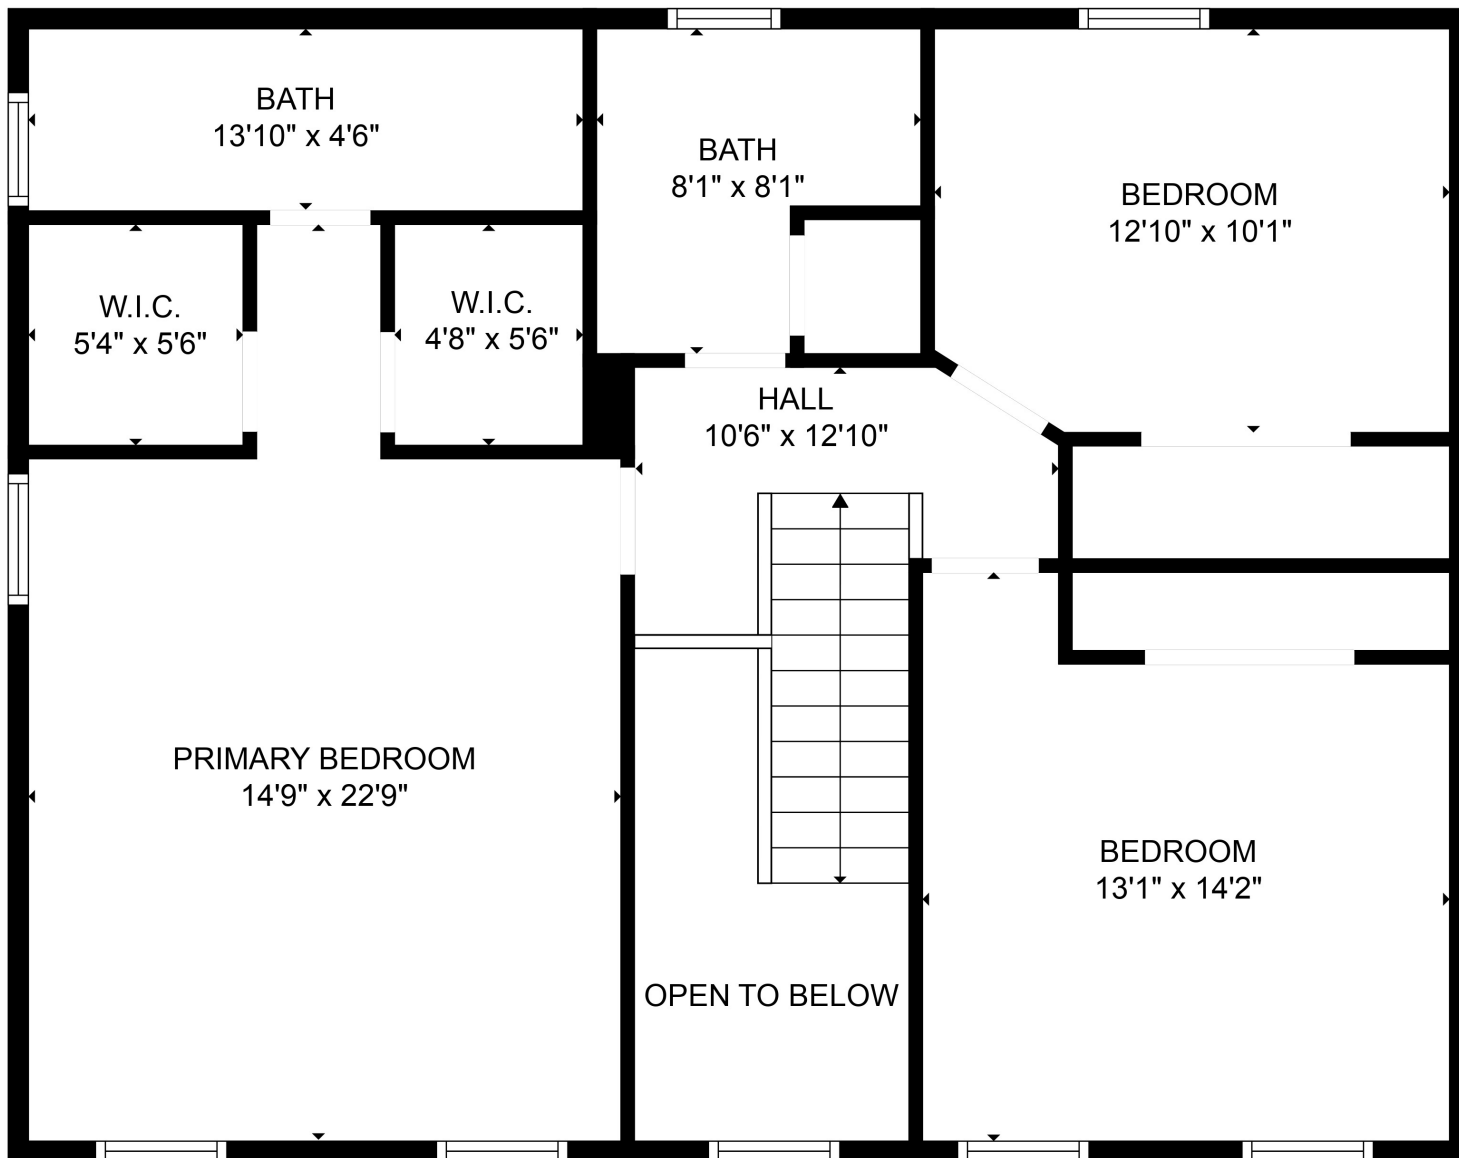 BATH
13'10" x 4'6"
BATH
8'1" x 8'1"
BEDROOM
12'10" x 10'1"
W.I.C.
5'4" x 5'6"
W.I.C.
4'8" x 5'6"
HALL
10'6" x 12'10"
PRIMARY BEDROOM
14'9" x 22'9"
BEDROOM
13'1" x 14'2"
OPEN TO BELOW